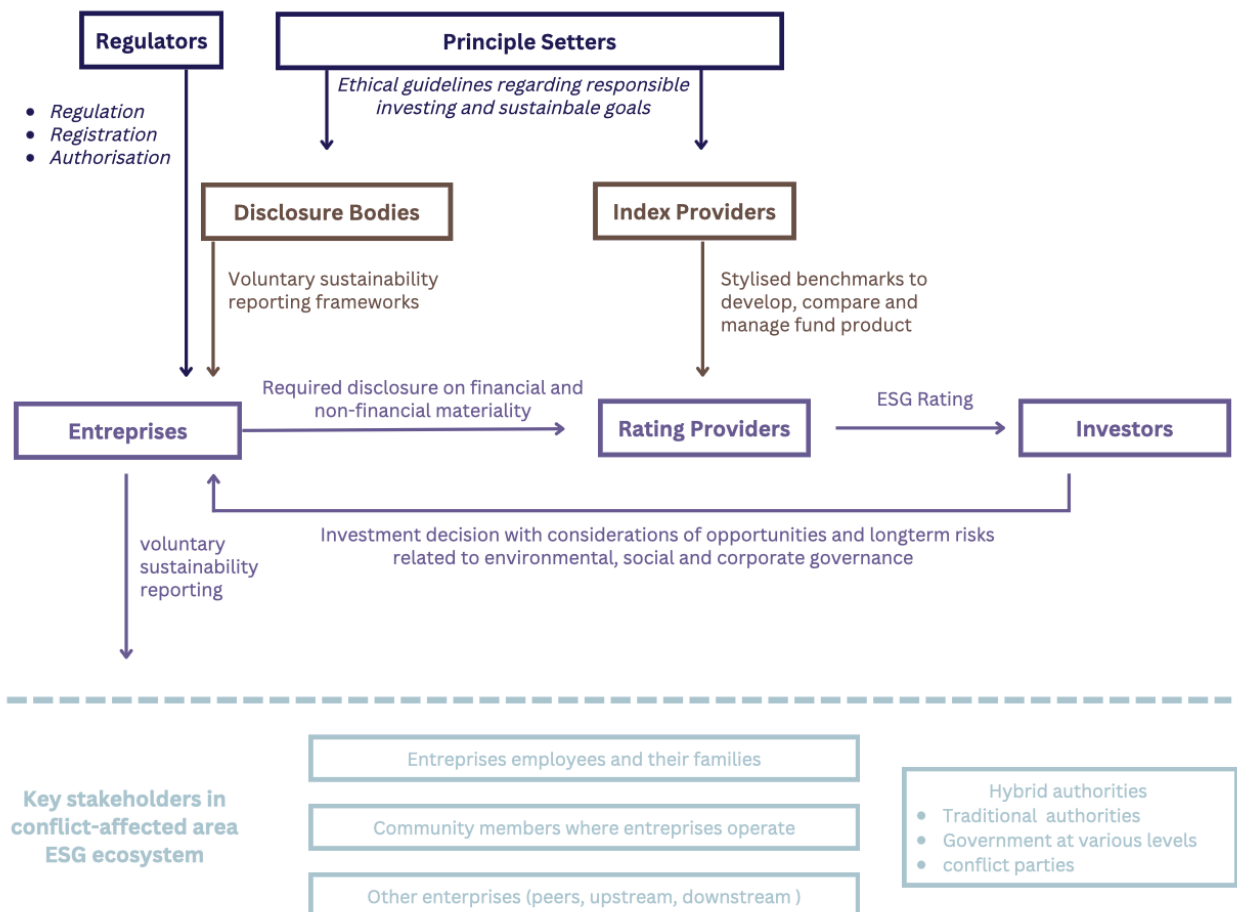 Regulators
Principle Setters
Ethical guidelines regarding responsible
investing and sustainbale goals
• Regulation
• Registration
• Authorisation
Disclosure Bodies
Index Providers
Voluntary sustainability
reporting frameworks
Stylised benchmarks to
develop, compare and
manage fund product
Required disclosure on financial and
non-financial materiality
ESG Rating
Entreprises
Rating Providers
Investors
Investment decision with considerations of opportunities and longterm risks
related to environmental, social and corporate governance
voluntary
sustainability
reporting
Key stakeholders in
conflict-affected area
ESG ecosystem
Entreprises employees and their families
Community members where entreprises operate
Other enterprises (peers, upstream, downstream )
Hybrid authorities
• Traditional authorities
• Government at various levels
• conflict parties